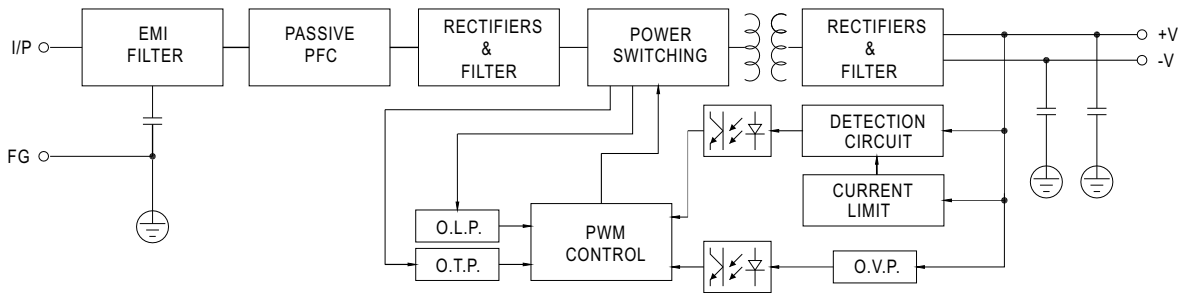 I/P
EMI
FILTER
PASSIVE
PFC
RECTIFIERS
&
FILTER
POWER
SWITCHING
RECTIFIERS
&
FILTER
+V
-V
FG
DETECTION
CIRCUIT
CURRENT
LIMIT
O.L.P.
O.T.P.
PWM
CONTROL
O.V.P.